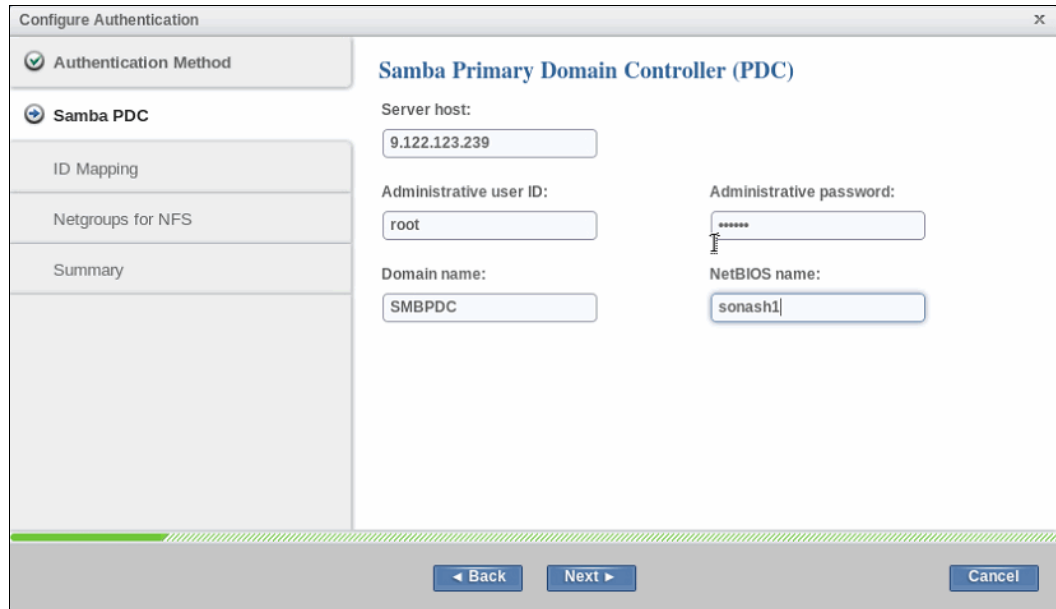 Configure Authentication
x
Authentication Method
Samba PDC
ID Mapping
Netgroups for NFS
Summary
Samba Primary Domain Controller (PDC)
Server host:
9.122.123.239
Administrative user ID: Administrative password:
root ••••••
Domain name: NetBIOS name:
SMBPDC sonash1
◄ Back Next ► Cancel